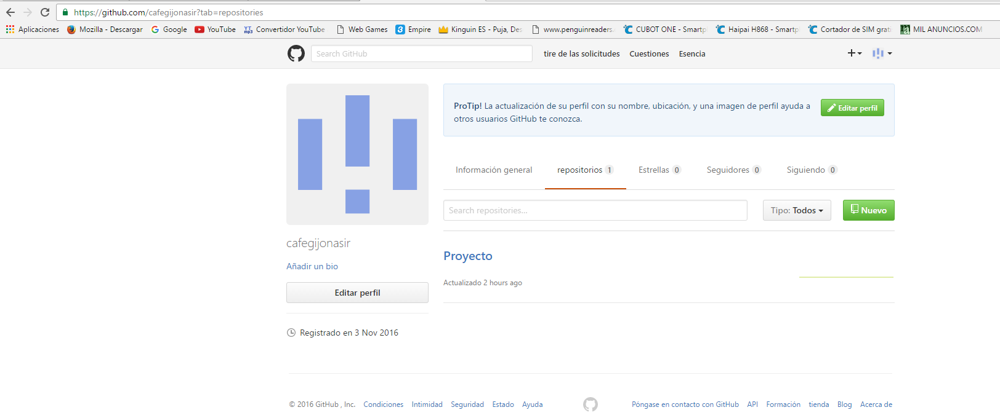 https://github.com/cafegijonasir?tab=repositories
Aplicaciones Mozilla - Descargar Google YouTube YT mp3 Convertidor YouTube Web Games 3 Empire Kinguin ES - Puja, Des www.penguinreaders. CUBOT ONE - Smartp Haipai H868 - Smartp Cortador de SIM grati MIL ANUNCIOS.COM
Search GitHub tire de las solicitudes Cuestiones Esencia
ProTip! La actualización de su perfil con su nombre, ubicación, y una imagen de perfil ayuda a
otros usuarios GitHub te conozca.
Editar perfil
Información general repositorios 1 Estrellas 0 Seguidores 0 Siguiendo 0
Search repositories... Tipo: Todos Nuevo
cafegijonasir
Añadir un bio
Editar perfil
Registrado en 3 Nov 2016
Proyecto
Actualizado 2 hours ago
© 2016 GitHub , Inc. Condiciones Intimidad Seguridad Estado Ayuda Póngase en contacto con GitHub API Formación tienda Blog Acerca de